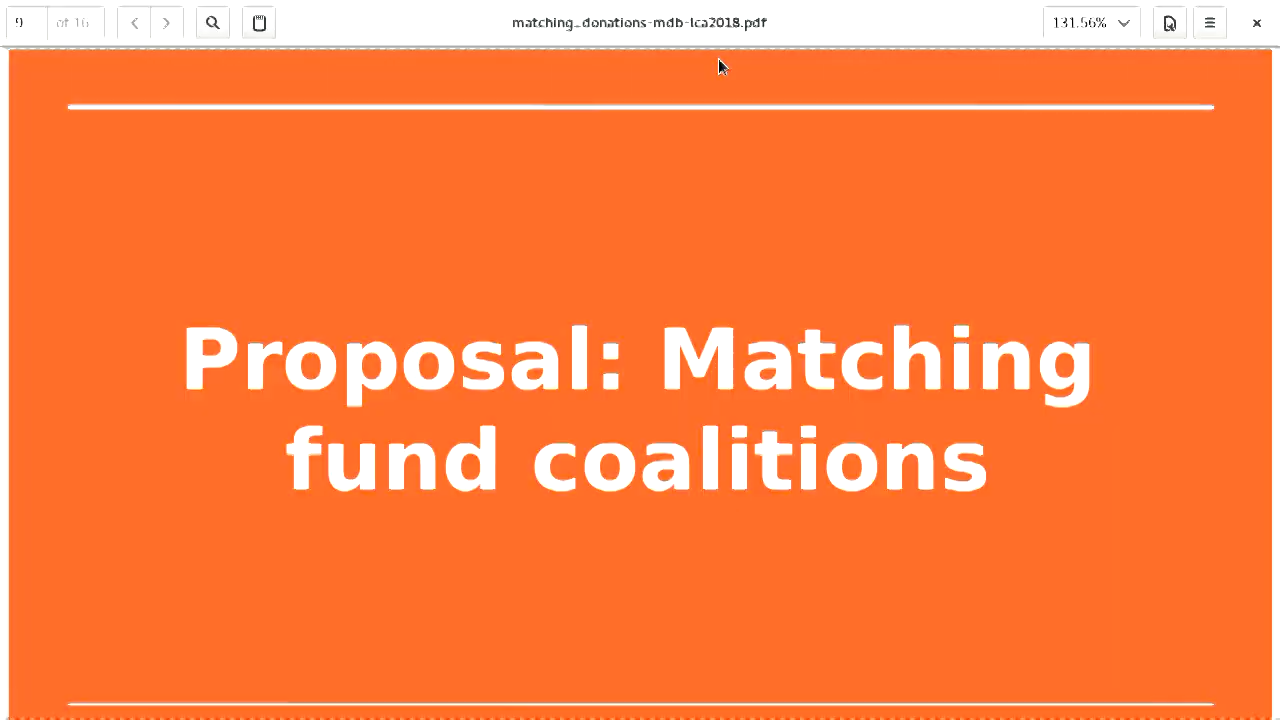 9 of 16
matching_donations-mdb-lca2018.pdf
131.56%
Proposal: Matching
fund coalitions